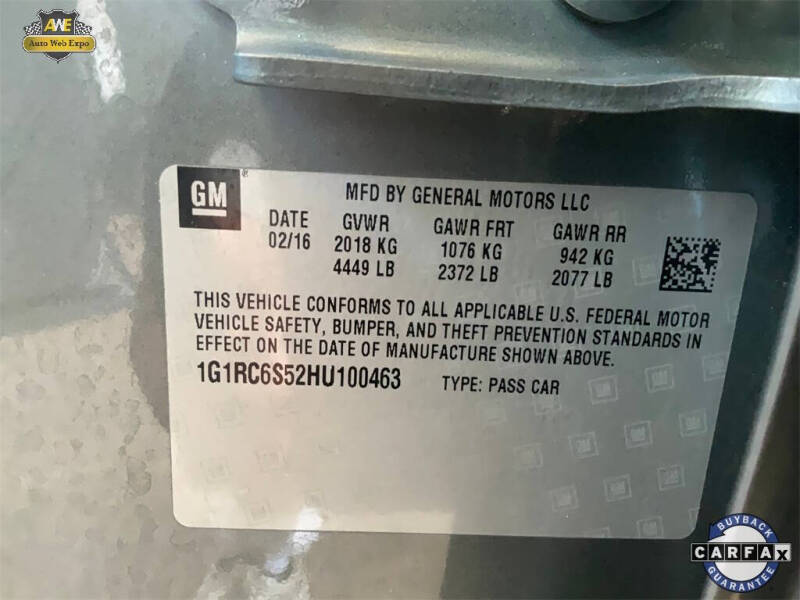 AWE
Auto Web Expo
GM
MFD BY GENERAL MOTORS LLC
DATE GVWR GAWR FRT GAWR RR
02/16 2018 KG 1076 KG 942 KG
4449 LB 2372 LB 2077 LB
THIS VEHICLE CONFORMS TO ALL APPLICABLE U.S. FEDERAL MOTOR
VEHICLE SAFETY, BUMPER, AND THEFT PREVENTION STANDARDS IN
EFFECT ON THE DATE OF MANUFACTURE SHOWN ABOVE.
1G1RC6S52HU100463 TYPE: PASS CAR
BUYBACK
CARFAX
GUARANTEE